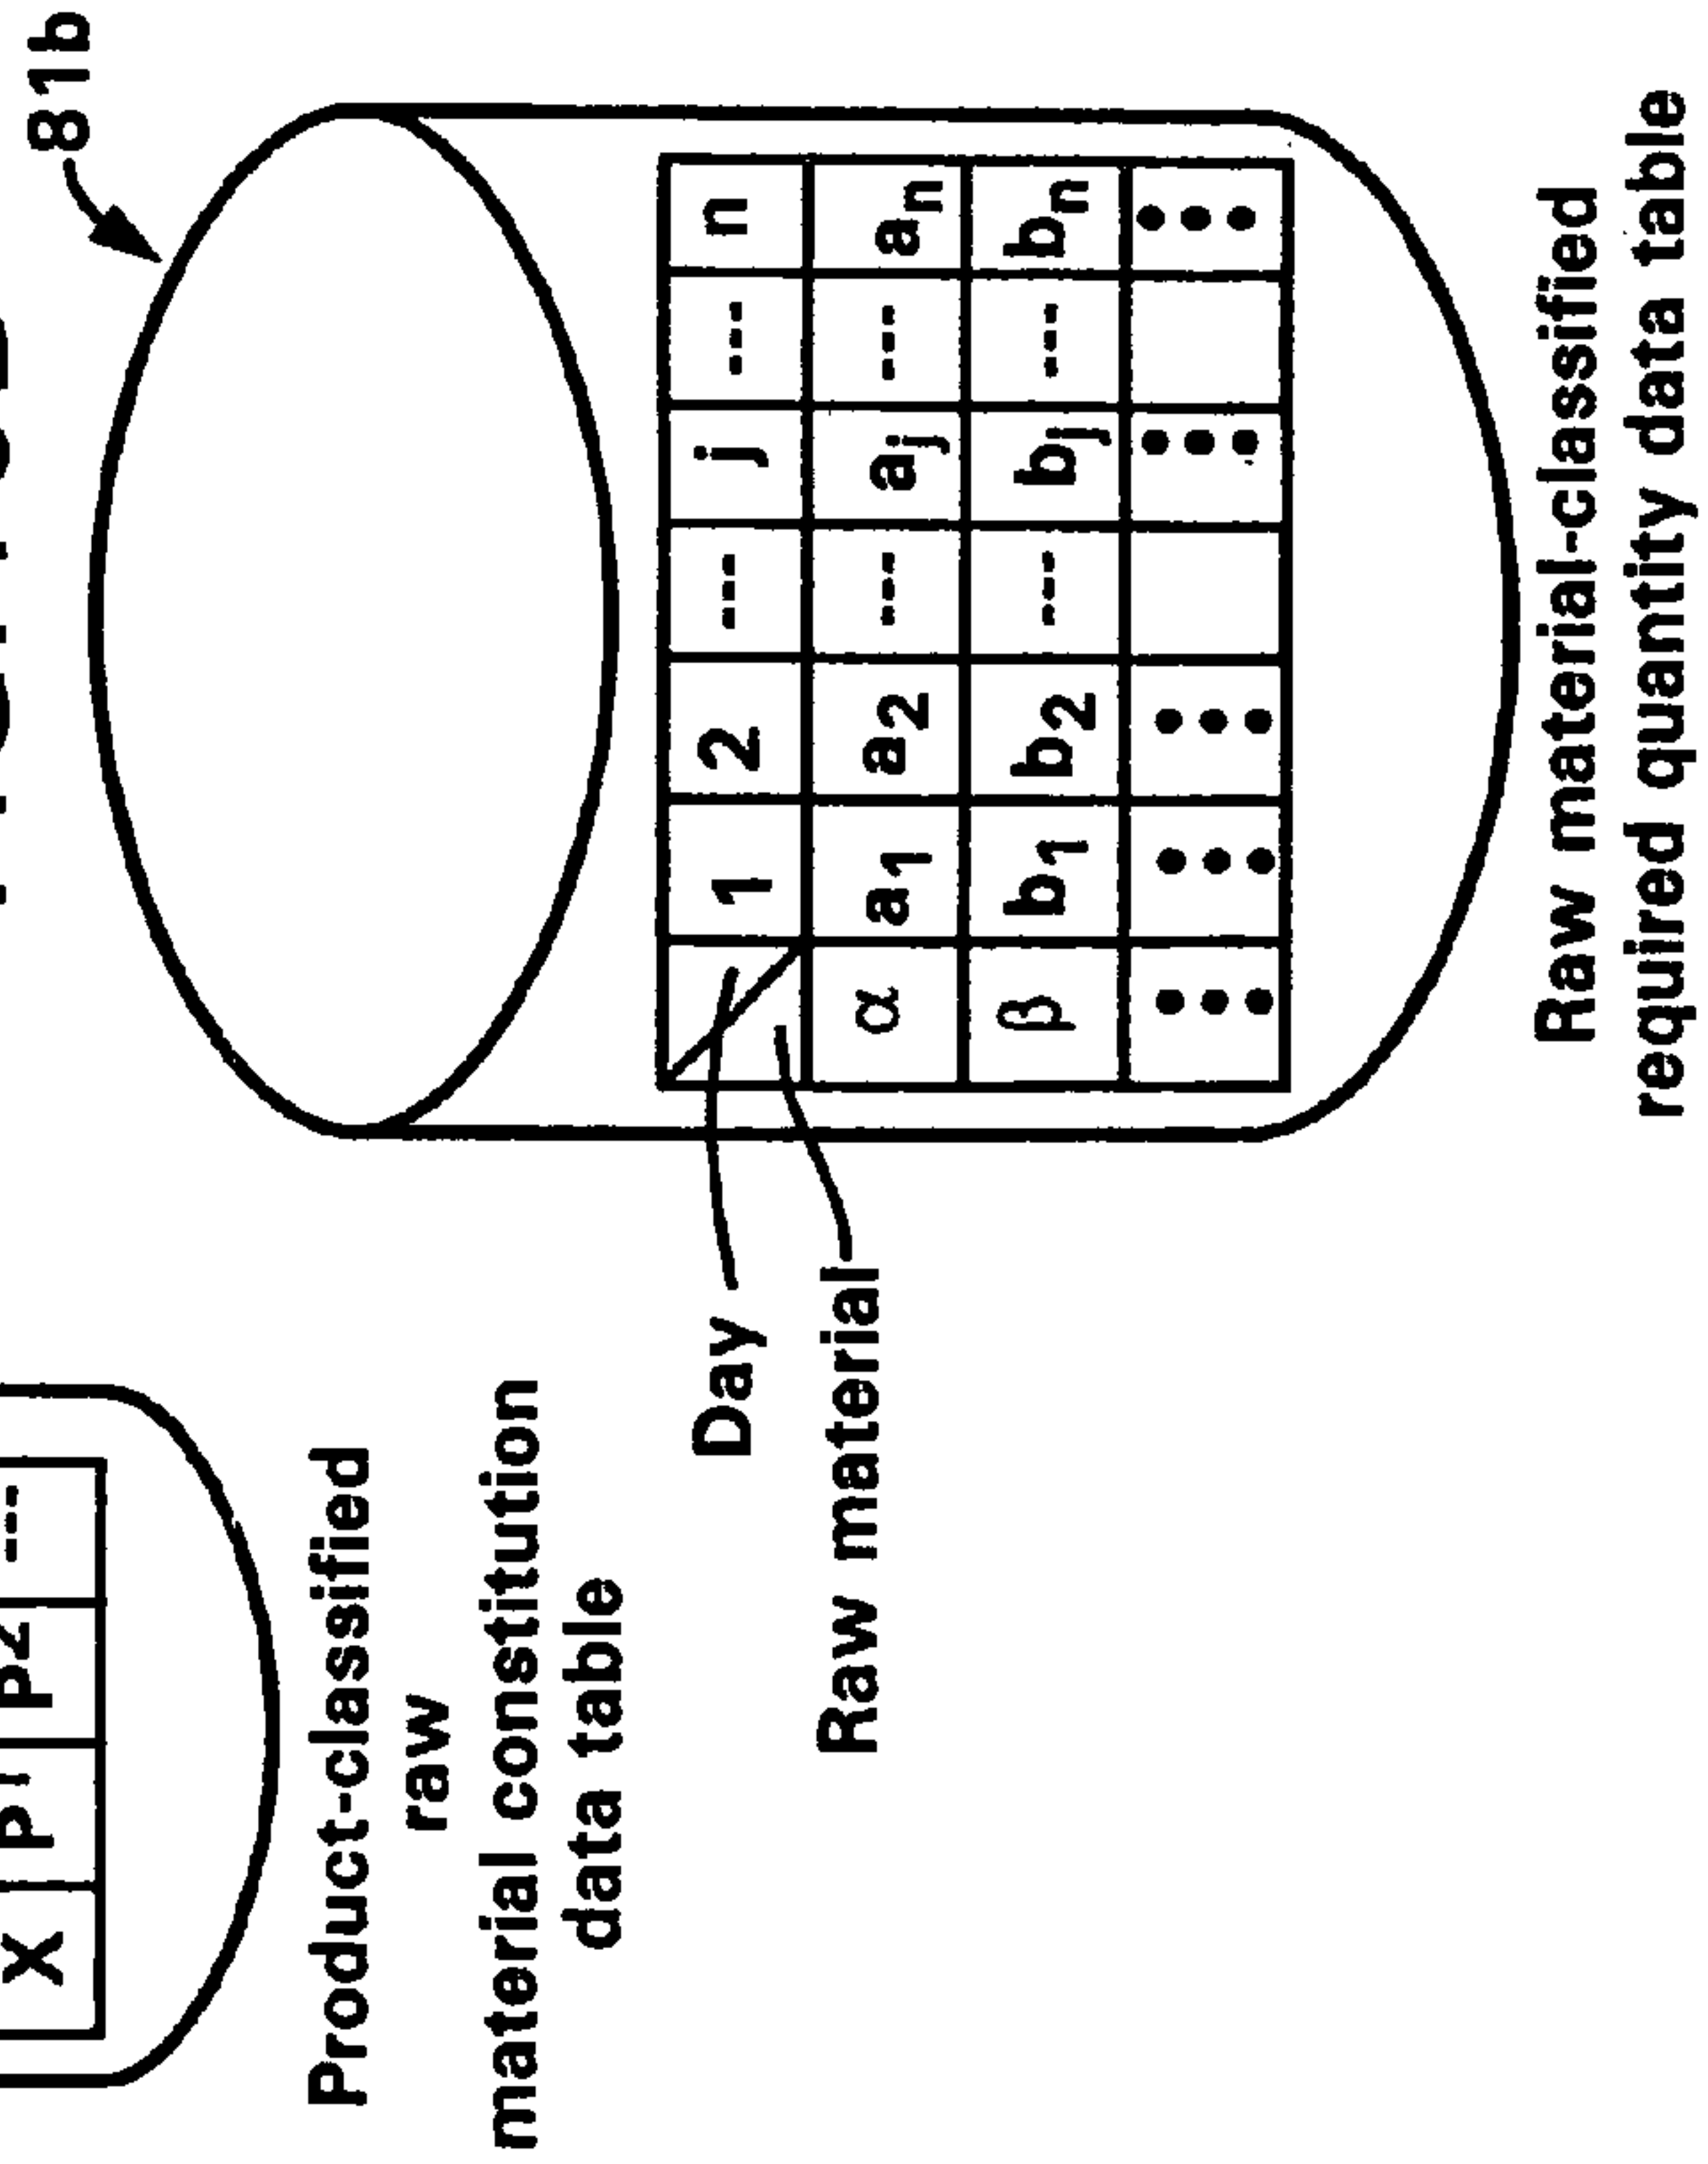 81b
Day
Raw material
1 2 --- j --- n
α a1 a2 --- aj --- an
β b1 b2 --- bj --- bn
Raw material-classified
required quantity data table
X p1 p2 ---
Product-classified
raw
material constitution
data table